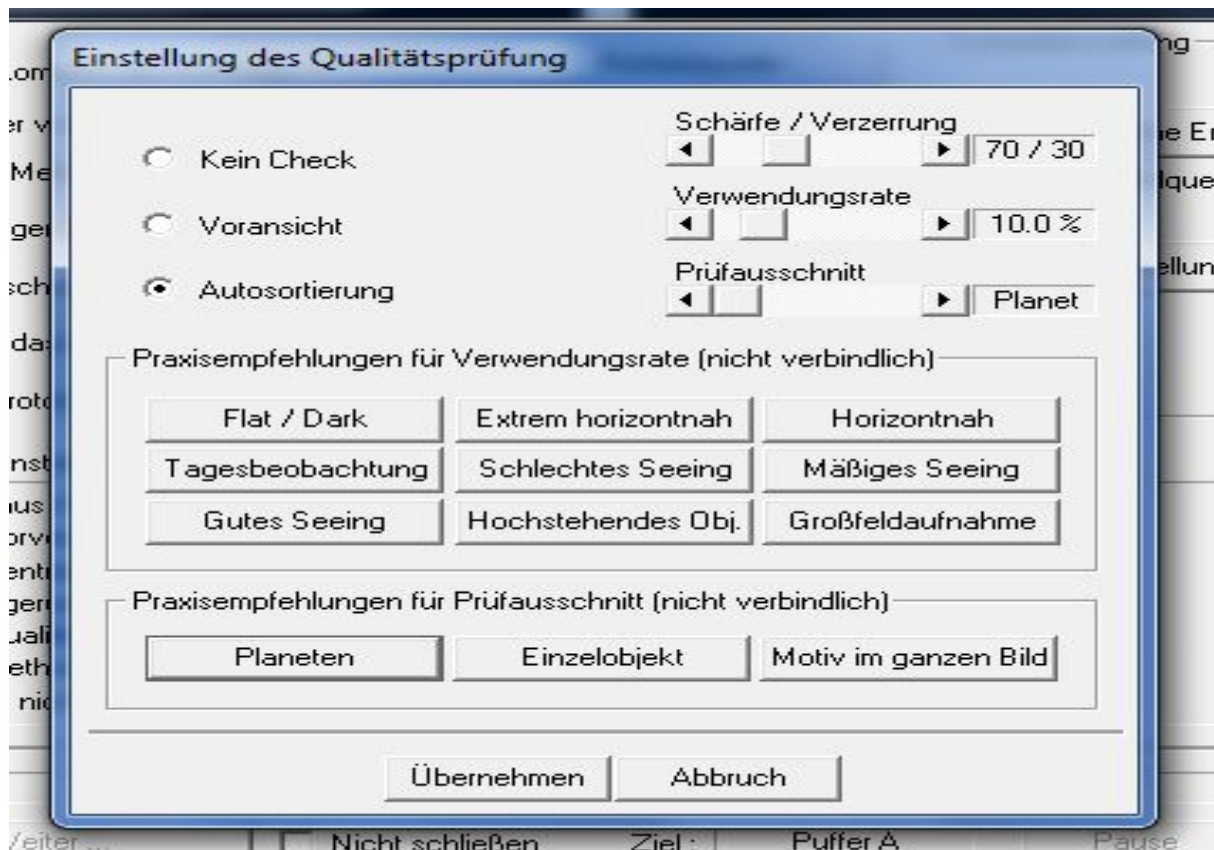 Einstellung des Qualitätsprüfung
Kein Check
Voransicht
Autosortierung
Schärfe / Verzerrung
70 / 30
Verwendungsrate
10.0 %
Prüfausschnitt
Planet
Praxisempfehlungen für Verwendungsrate (nicht verbindlich)
Flat / Dark
Extrem horizontnah
Horizontnah
Tagesbeobachtung
Schlechtes Seeing
Mäßiges Seeing
Gutes Seeing
Hochstehendes Obj.
Großfeldaufnahme
Praxisempfehlungen für Prüfausschnitt (nicht verbindlich)
Planeten
Einzelobjekt
Motiv im ganzen Bild
Übernehmen
Abbruch
Nicht schließen
Ziel :
Puffer A
Pause